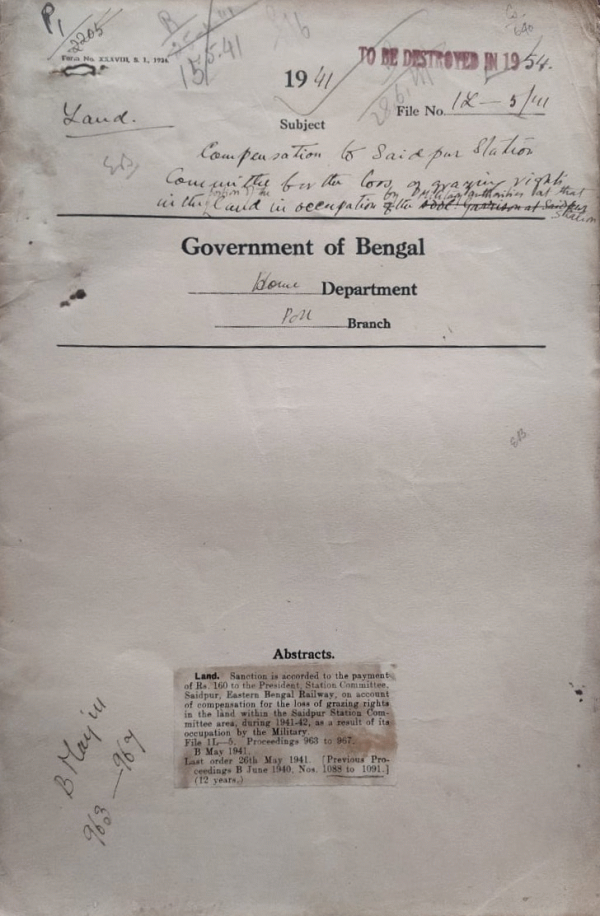 P1
2205
Form No. XXXVIII, S. 1, 1934.
15/5.41
TO BE DESTROYED IN 1954.
1941
File No. 1L—5/41
Land.
Subject
Compensation to Saidpur Station
Committee for the loss of grazing rights
in the portion of the land in occupation of the by Military authorities at that Station
Government of Bengal
Home Department
Poll Branch
Abstracts.
Land. Sanction is accorded to the payment
of Rs. 160 to the President, Station Committee,
Saidpur, Eastern Bengal Railway, on account
of compensation for the loss of grazing rights
in the land within the Saidpur Station Com-
mittee area, during 1941-42, as a result of its
occupation by the Military.
File 1L—5. Proceedings 963 to 967.
B May 1941.
Last order 26th May 1941. [Previous Pro-
ceedings B June 1940, Nos. 1088 to 1091.]
(12 years.)
B May 41
963—967